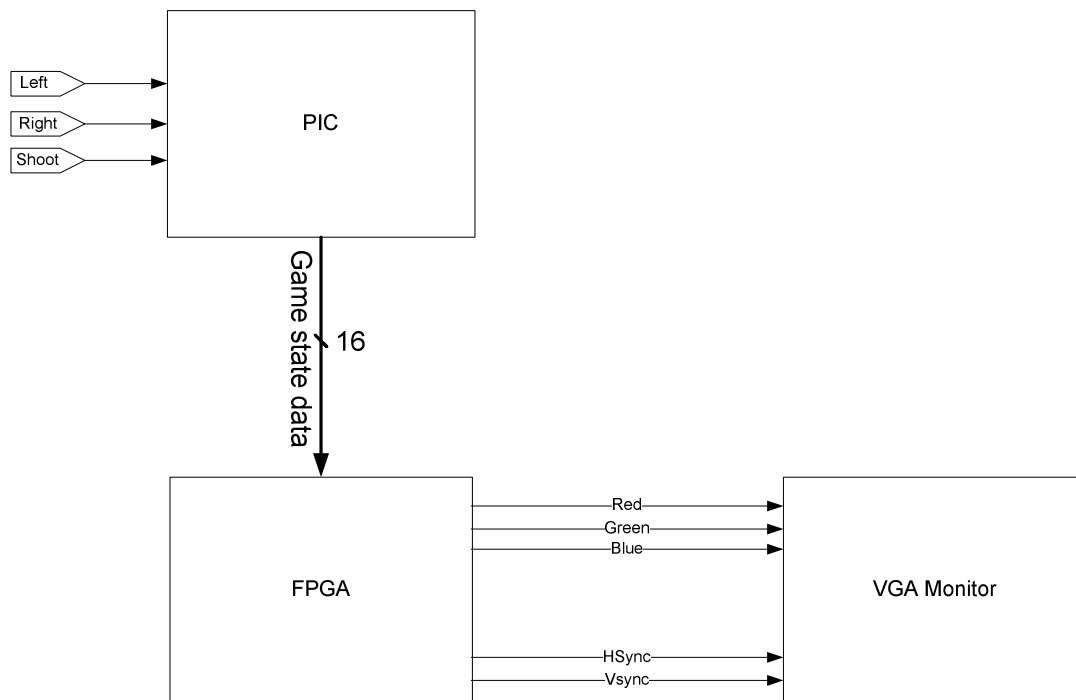 Left
PIC
Right
Shoot
Game state data
16
Red
Green
Blue
FPGA
VGA Monitor
HSync
Vsync